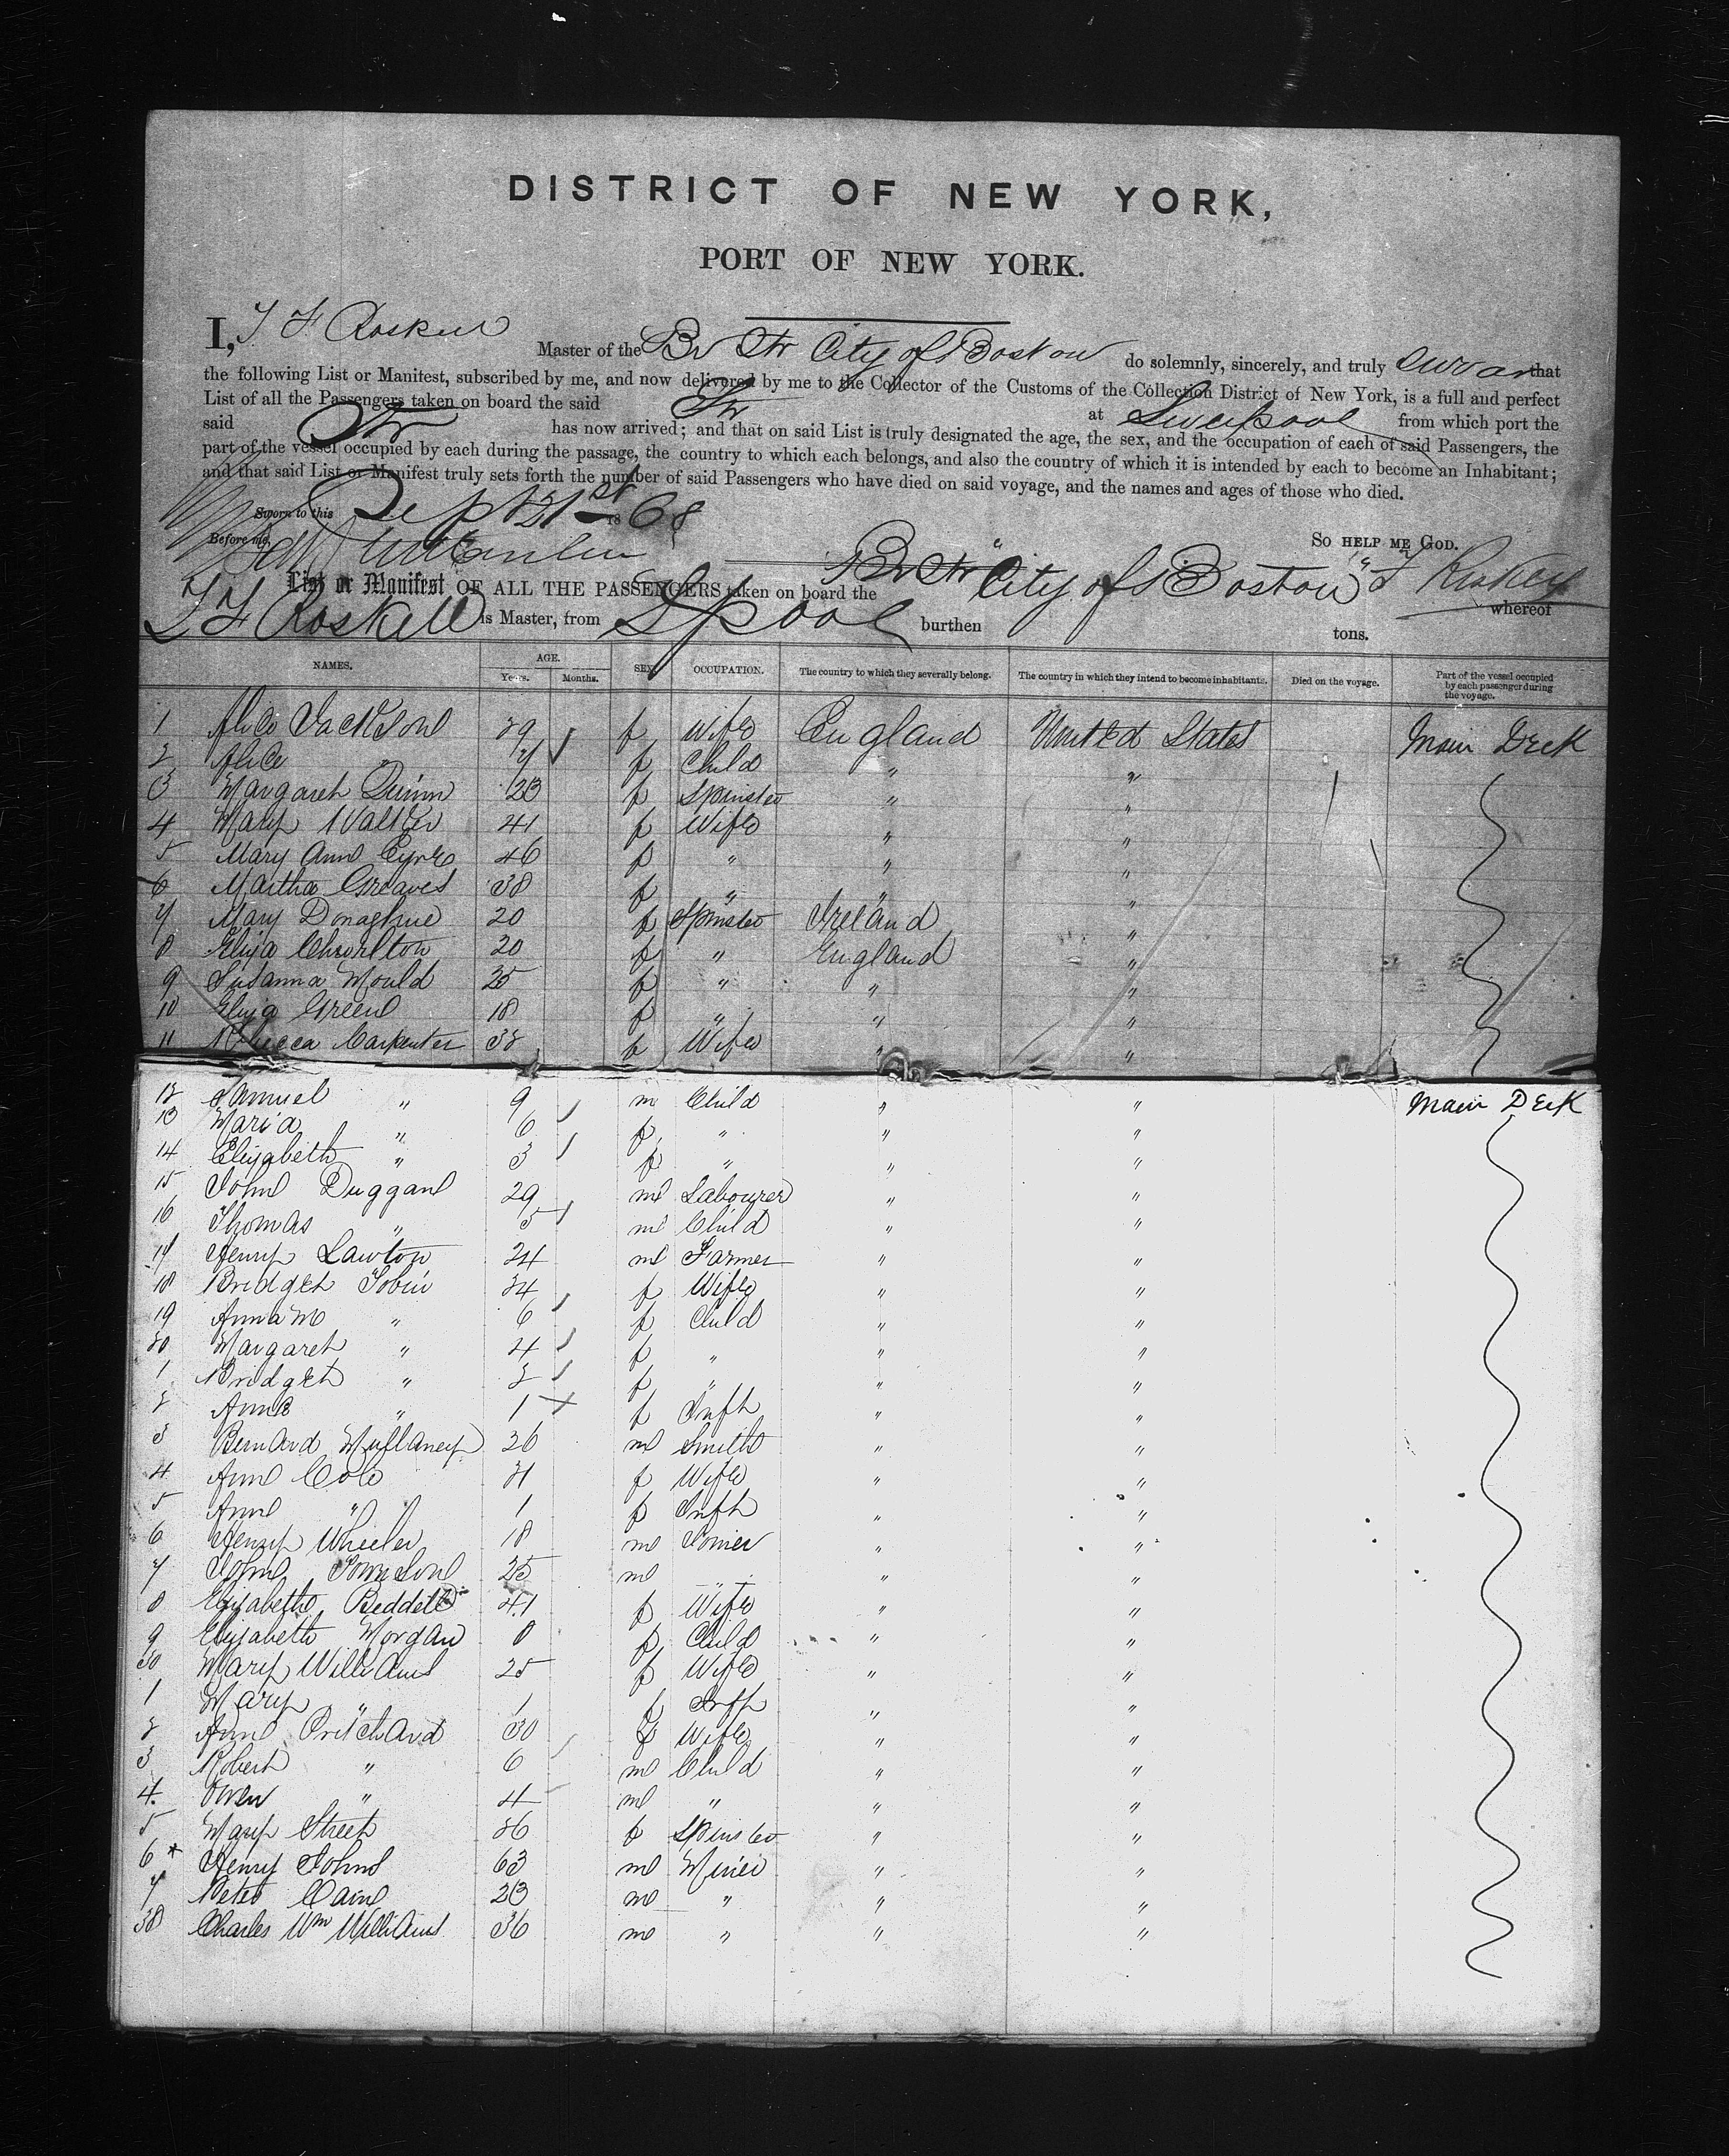 DISTRICT OF NEW YORK,
PORT OF NEW YORK.
I, T F Roskell Master of the Br Str City of Boston do solemnly, sincerely, and truly swear that
the following List or Manifest, subscribed by me, and now delivered by me to the Collector of the Customs of the Collection District of New York, is a full and perfect
List of all the Passengers taken on board the said Str at Liverpool from which port the
said Str has now arrived; and that on said List is truly designated the age, the sex, and the occupation of each of said Passengers, the
part of the vessel occupied by each during the passage, the country to which each belongs, and also the country of which it is intended by each to become an Inhabitant;
and that said List or Manifest truly sets forth the number of said Passengers who have died on said voyage, and the names and ages of those who died.
Sworn to this Sept 21st 1868
Before me, So HELP ME GOD.
List or Manifest OF ALL THE PASSENGERS taken on board the Br Str "City of Boston" whereof
T F Roskell is Master, from Lpool burthen tons.
NAMES. AGE. Years. Months. SEX. OCCUPATION. The country to which they severally belong. The country in which they intend to become inhabitants. Died on the voyage. Part of the vessel occupied by each passenger during the voyage.
1 Alice Jackson 29 f Wife England United States Main Deck
2 Alice " 7 f Child " "
3 Margaret Quinn 23 f Spinster " "
4 Mary Walker 41 f Wife " "
5 Mary Ann Eyre 46 f " " "
6 Martha Greaves 38 f " " "
7 Mary Donaghue 20 f Spinster Ireland "
8 Eliza Charlton 20 f " England "
9 Susanna Mould 35 f " " "
10 Eliza Green 18 f " " "
11 Rebecca Carpenter 32 f Wife " "
12 Samuel " 9 m Child " " Main Deck
13 Maria " 6 f " " "
14 Elizabeth " 3 f " " "
15 John Duggan 29 m Labourer " "
16 Thomas " 5 m Child " "
17 Henry Lawton 24 m Farmer " "
18 Bridget Tobin 34 f Wife " "
19 Anna M " 6 f Child " "
20 Margaret " 4 f " " "
1 Bridget " 2 f " " "
2 Anne " 1 f Inft " "
3 Bernard Mullaney 26 m Smith " "
4 Ann Cole 21 f Wife " "
5 Ann " 1 f Inft " "
6 Henry Wheeler 18 m Joiner " "
7 John Townsend 25 m " "
8 Elizabeth Beddell 41 f Wife " "
9 Elizabeth Morgan 8 f Child " "
30 Mary Williams 25 f Wife " "
1 Mary " 1 f Inft " "
2 Ann Pritchard 30 f Wife " "
3 Robert " 6 m Child " "
4 Owen " 4 m " " "
5 Mary Street 26 f Spinster " "
6 * Henry Johns 63 m Miner " "
7 Peter Carne 23 m " " "
38 Charles Wm Williams 36 m " " "